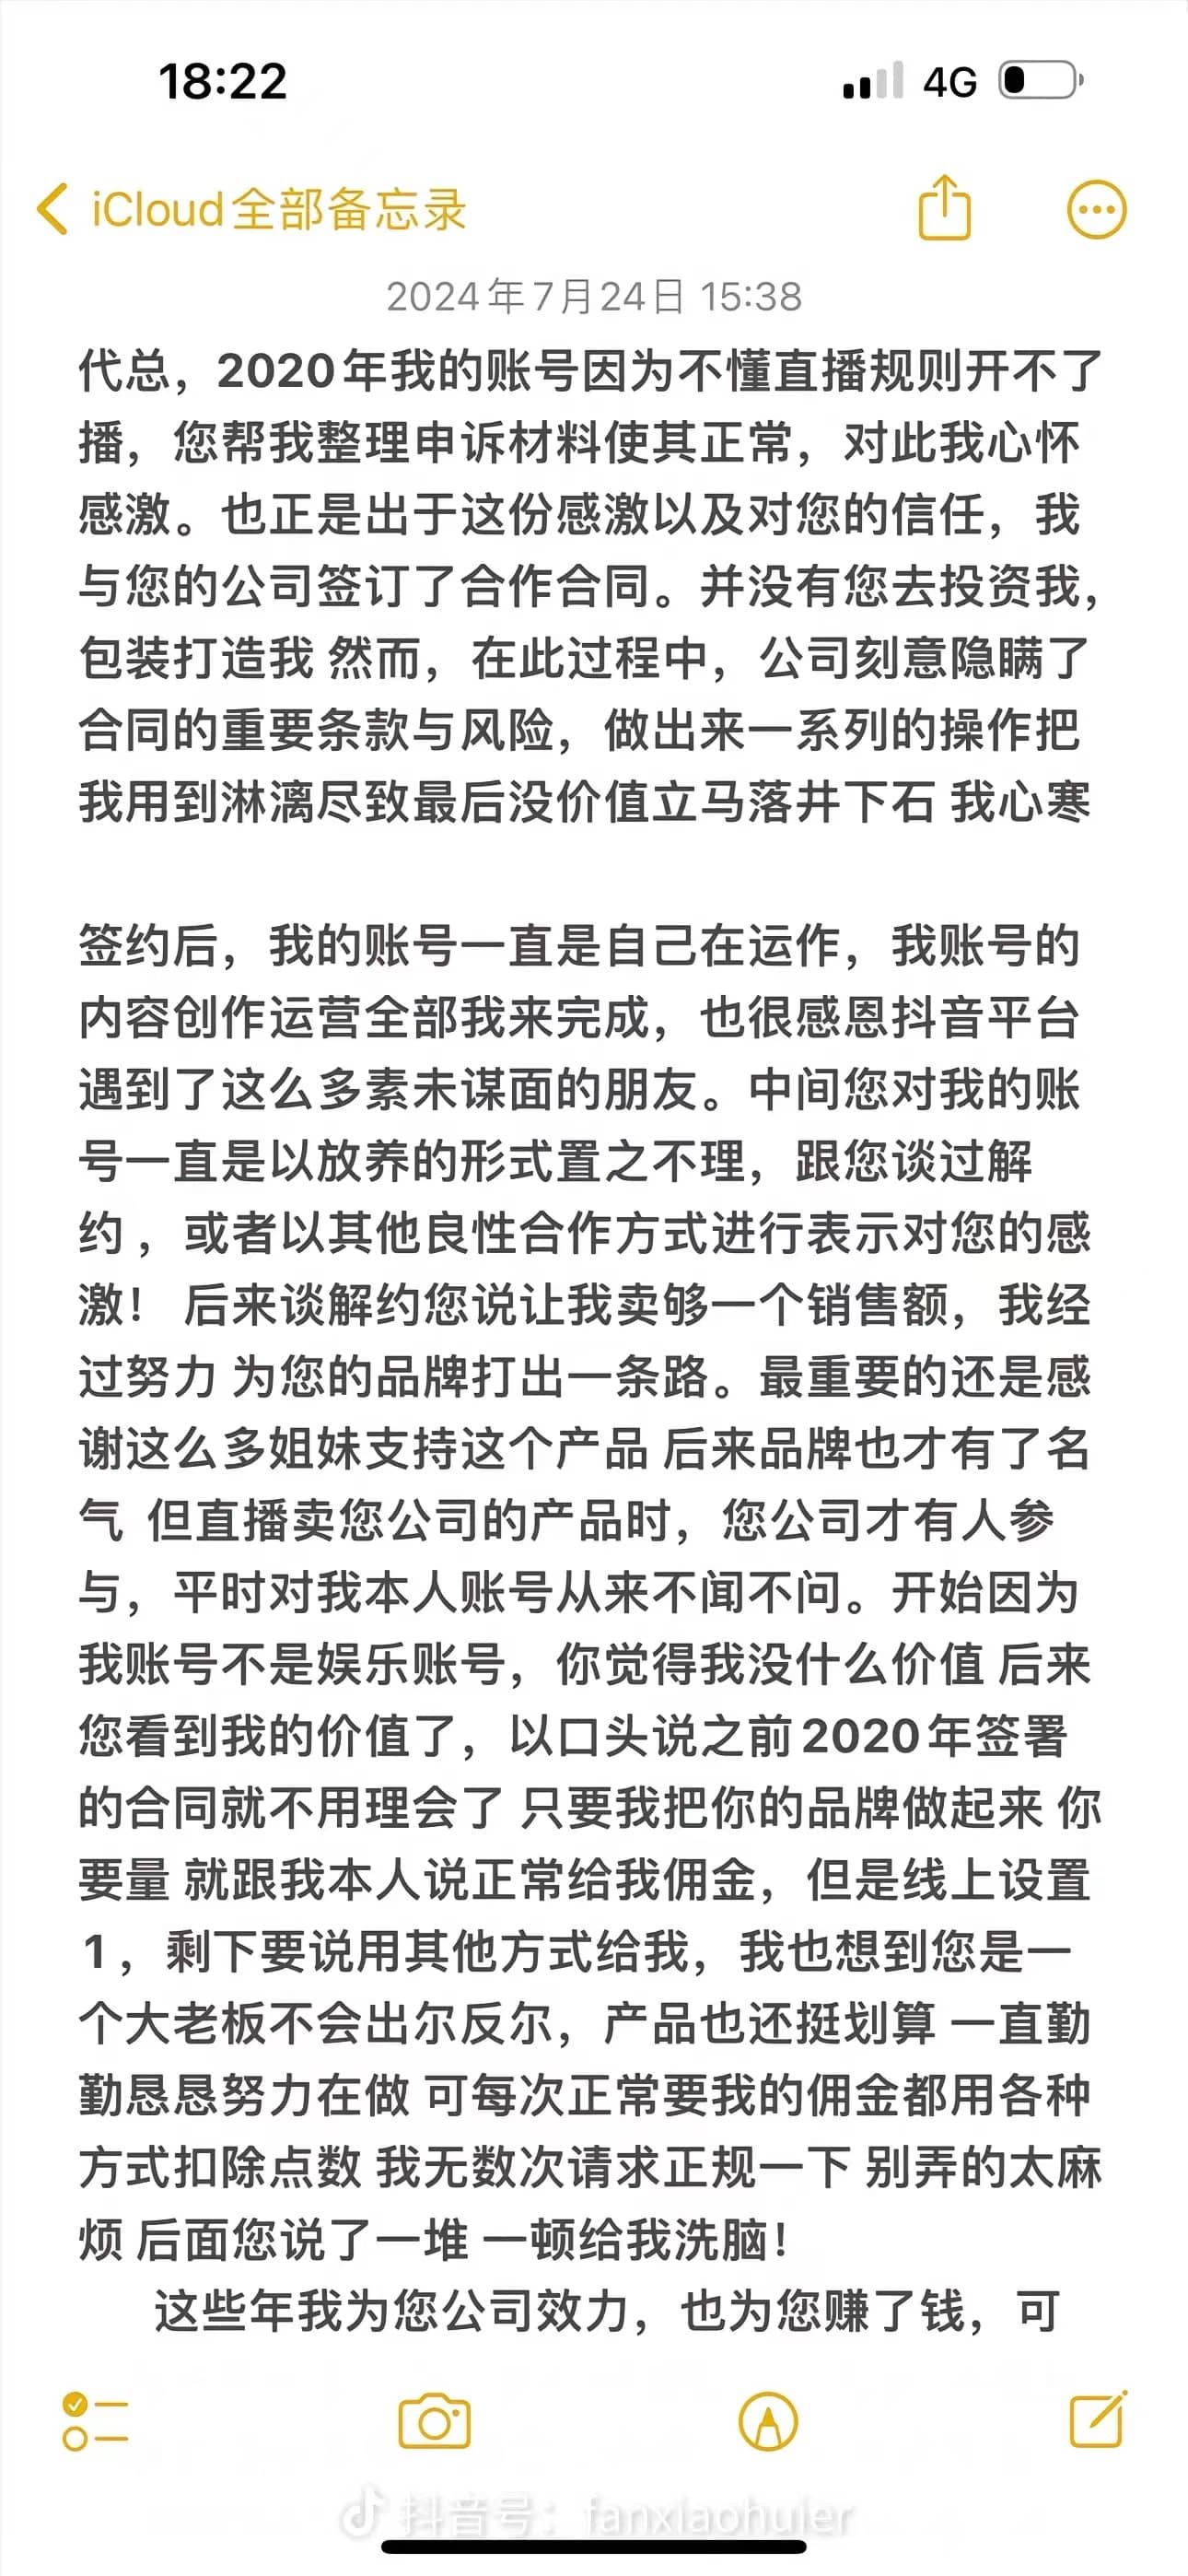 18:22
4G
iCloud全部备忘录
2024年7月24日 15:38
代总，2020年我的账号因为不懂直播规则开不了
播，您帮我整理申诉材料使其正常，对此我心怀
感激。也正是出于这份感激以及对您的信任，我
与您的公司签订了合作合同。并没有您去投资我，
包装打造我 然而，在此过程中，公司刻意隐瞒了
合同的重要条款与风险，做出来一系列的操作把
我用到淋漓尽致最后没价值立马落井下石 我心寒
签约后，我的账号一直是自己在运作，我账号的
内容创作运营全部我来完成，也很感恩抖音平台
遇到了这么多素未谋面的朋友。中间您对我的账
号一直是以放养的形式置之不理，跟您谈过解
约 ，或者以其他良性合作方式进行表示对您的感
激！ 后来谈解约您说让我卖够一个销售额，我经
过努力 为您的品牌打出一条路。最重要的还是感
谢这么多姐妹支持这个产品 后来品牌也才有了名
气 但直播卖您公司的产品时，您公司才有人参
与，平时对我本人账号从来不闻不问。开始因为
我账号不是娱乐账号，你觉得我没什么价值 后来
您看到我的价值了，以口头说之前2020年签署
的合同就不用理会了 只要我把你的品牌做起来 你
要量 就跟我本人说正常给我佣金，但是线上设置
1，剩下要说用其他方式给我，我也想到您是一
个大老板不会出尔反尔，产品也还挺划算 一直勤
勤恳恳努力在做 可每次正常要我的佣金都用各种
方式扣除点数 我无数次请求正规一下 别弄的太麻
烦 后面您说了一堆 一顿给我洗脑！
这些年我为您公司效力，也为您赚了钱，可
抖音号：fanxiaohuier